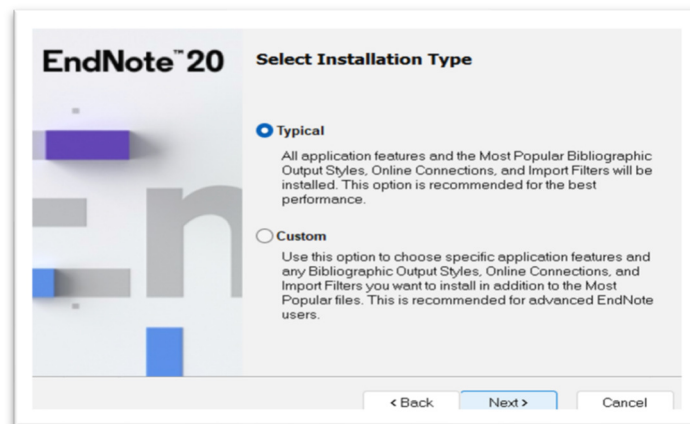 EndNote™20
Select Installation Type
Typical
All application features and the Most Popular Bibliographic
Output Styles, Online Connections, and Import Filters will be
installed. This option is recommended for the best
performance.
Custom
Use this option to choose specific application features and
any Bibliographic Output Styles, Online Connections, and
Import Filters you want to install in addition to the Most
Popular files. This is recommended for advanced EndNote
users.
< Back Next > Cancel